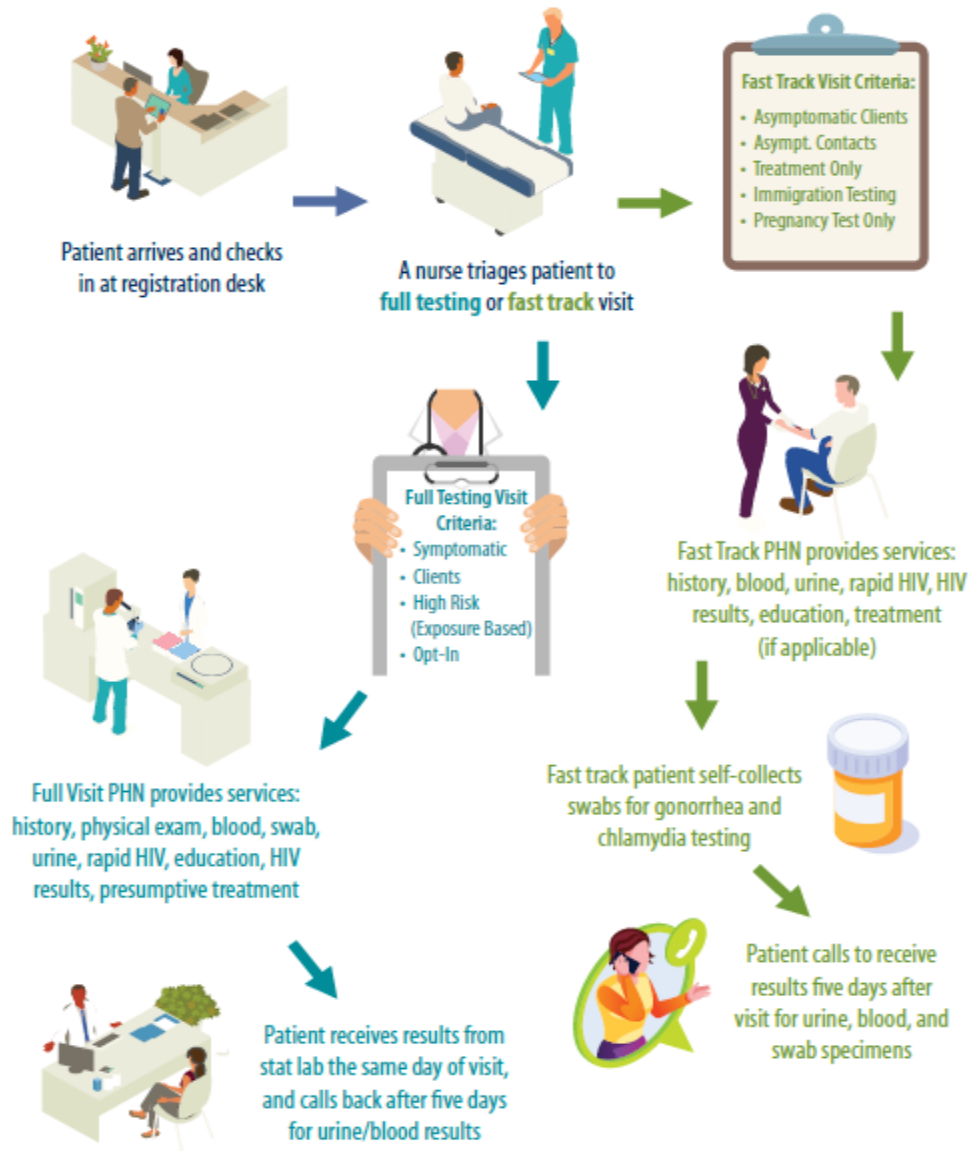 Patient arrives and checks
in at registration desk
A nurse triages patient to
full testing or fast track visit
Fast Track Visit Criteria:
• Asymptomatic Clients
• Asympt. Contacts
• Treatment Only
• Immigration Testing
• Pregnancy Test Only
Full Testing Visit
Criteria:
• Symptomatic
• Clients
• High Risk
(Exposure Based)
• Opt-In
Fast Track PHN provides services:
history, blood, urine, rapid HIV, HIV
results, education, treatment
(if applicable)
Full Visit PHN provides services:
history, physical exam, blood, swab,
urine, rapid HIV, education, HIV
results, presumptive treatment
Fast track patient self-collects
swabs for gonorrhea and
chlamydia testing
Patient receives results from
stat lab the same day of visit,
and calls back after five days
for urine/blood results
Patient calls to receive
results five days after
visit for urine, blood, and
swab specimens